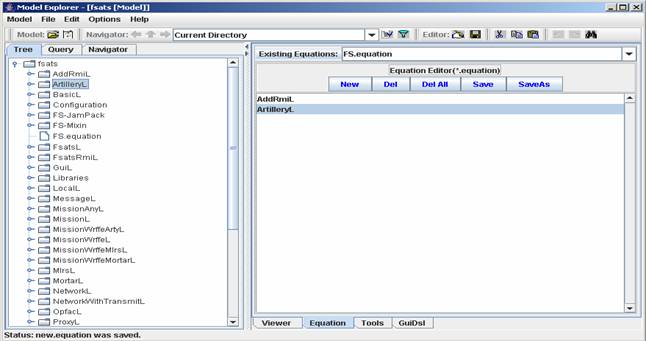 Model Explorer - [fsats [Model]]
Model File Edit Options Help
Model: Navigator: Current Directory Editor:
Tree Query Navigator
fsats
AddRmiL
ArtilleryL
BasicL
Configuration
FS-JamPack
FS-Mixin
FS.equation
FsatsL
FsatsRmiL
GuiL
Libraries
LocalL
MessageL
MissionAnyL
MissionL
MissionWrffeArtyL
MissionWrffeL
MissionWrffeMlrsL
MissionWrffeMortarL
MlrsL
MortarL
NetworkL
NetworkWithTransmitL
OpfacL
ProxyL
Existing Equations: FS.equation
Equation Editor(*.equation)
New Del Del All Save SaveAs
AddRmiL
ArtilleryL
Viewer Equation Tools GuiDsl
Status: new.equation was saved.